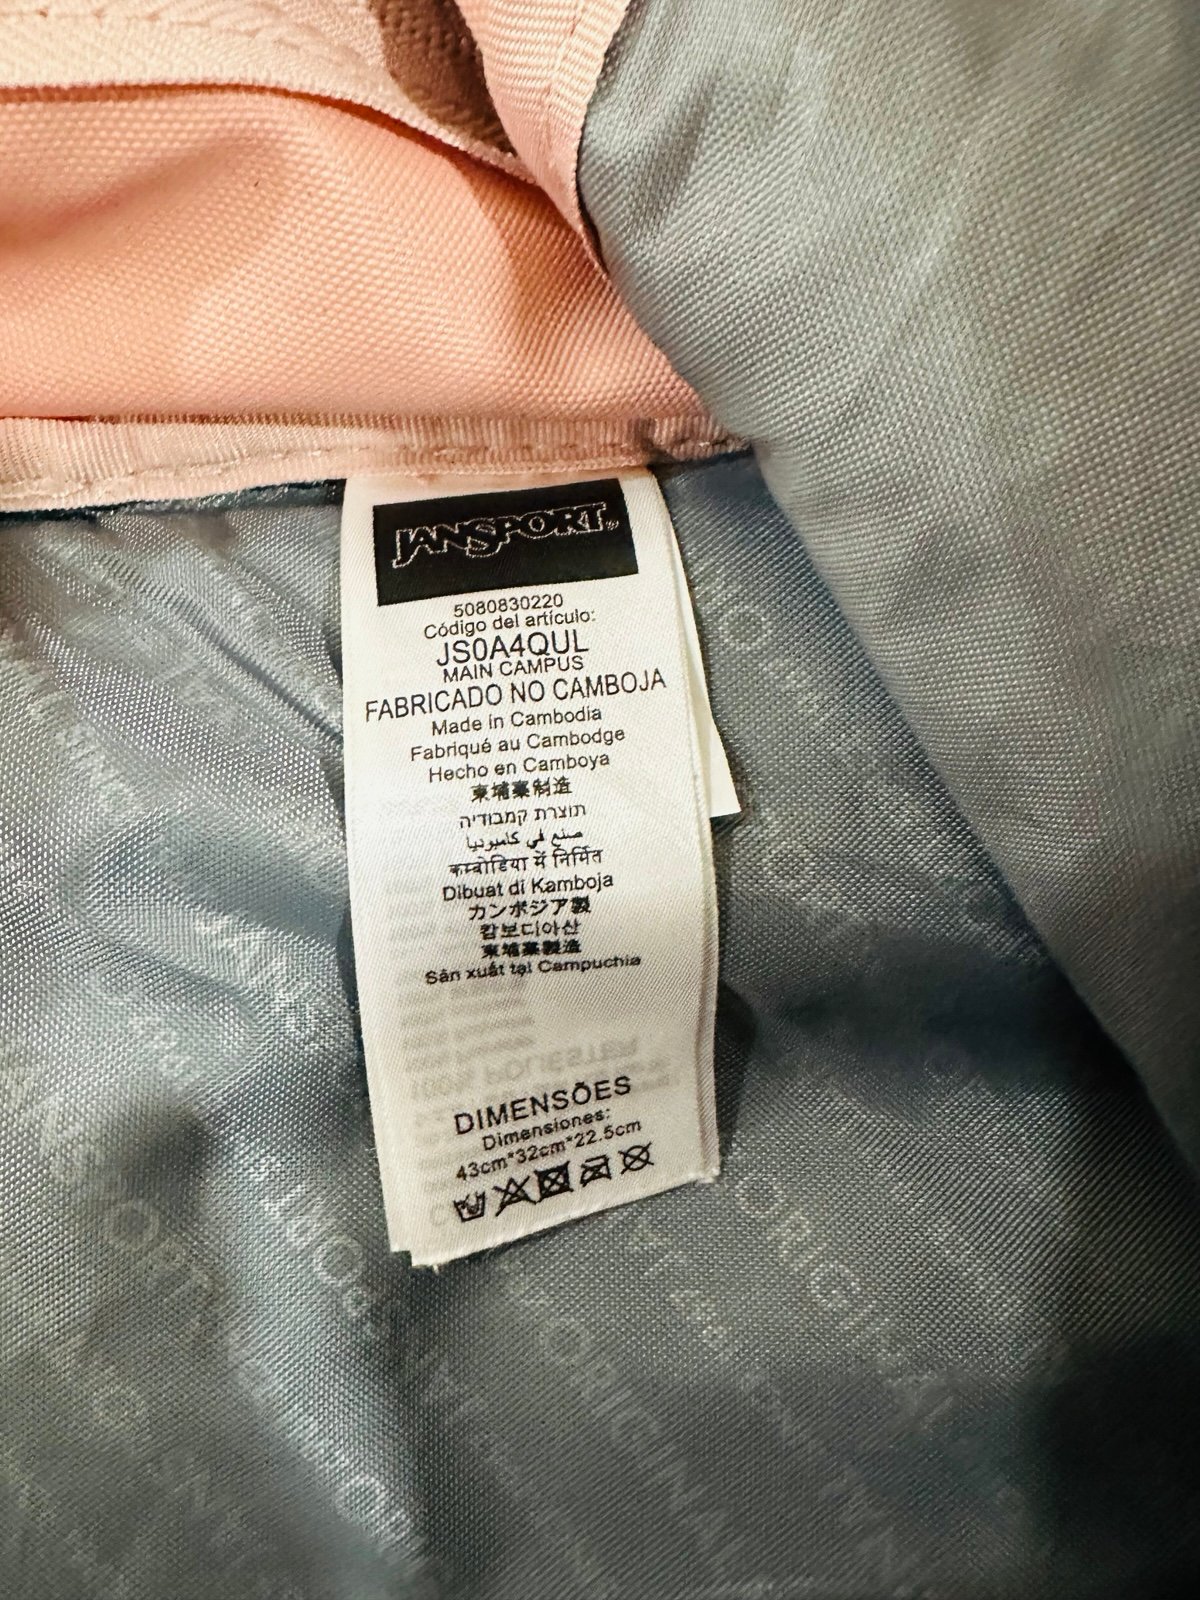 JANSPORT®
5080830220
Código del artículo:
JS0A4QUL
MAIN CAMPUS
FABRICADO NO CAMBOJA
Made in Cambodia
Fabriqué au Cambodge
Hecho en Camboya
柬埔寨制造
תוצרת קמבודיה
صنع في كامبوديا
कम्बोडिया में निर्मित
Dibuat di Kamboja
カンボジア製
캄보디아산
柬埔寨製造
Sản xuất tại Campuchia
DIMENSÕES
Dimensiones:
43cm*32cm*22.5cm